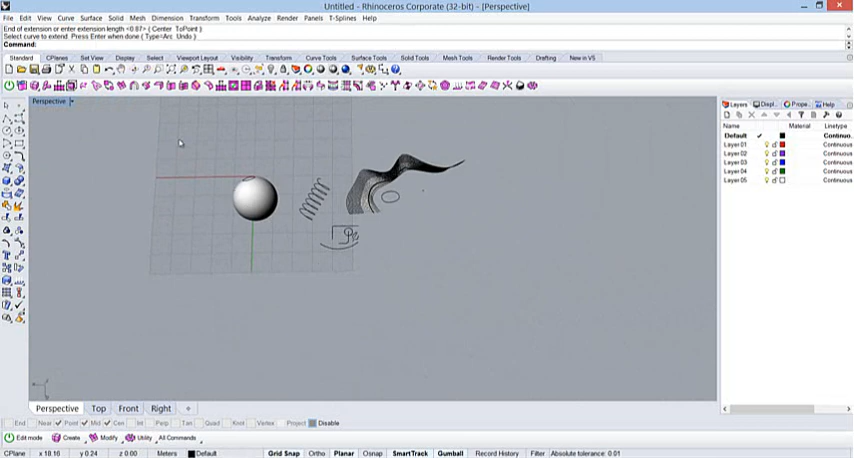 Untitled - Rhinoceros Corporate (32-bit) - [Perspective]
File Edit View Curve Surface Solid Mesh Dimension Transform Tools Analyze Render Panels T-Splines Help
End of extension or enter extension length <0.87> ( Center ToPoint )
Select curve to extend. Press Enter when done ( Type=Arc Undo )
Command:
Standard CPlanes Set View Display Select Viewport Layout Visibility Transform Curve Tools Surface Tools Solid Tools Mesh Tools Render Tools Drafting New in V5
Perspective
Layers Displ.. Prope.. Help
Name Material Linetype
Default Continuo..
Layer 01 Continuous
Layer 02 Continuous
Layer 03 Continuous
Layer 04 Continuous
Layer 05 Continuous
Perspective Top Front Right
End Near Point Mid Cen Int Perp Tan Quad Knot Vertex Project Disable
Edit mode Create Modify Utility All Commands
CPlane x 18.16 y 0.24 z 0.00 Meters Default Grid Snap Ortho Planar Osnap SmartTrack Gumball Record History Filter Absolute tolerance: 0.01